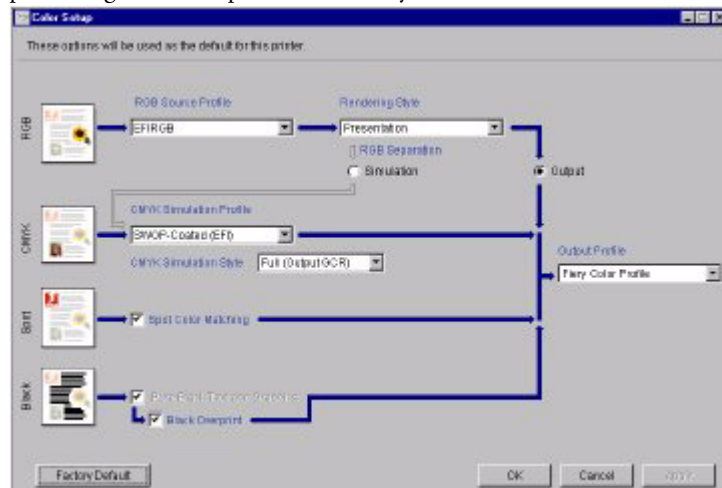 Color Setup
These options will be used as the default for this printer.
RGB Source Profile
Rendering Style
RGB
EFIRGB
Presentation
RGB Separation
Simulation
Output
CMYK Simulation Profile
CMYK
SWOP-Coated (EFI)
Output Profile
CMYK Simulation Style
Full (Output GCR)
Fiery Color Profile
Spot
Spot Color Matching
Black
Black Overprint
Factory Default
OK
Cancel
Apply